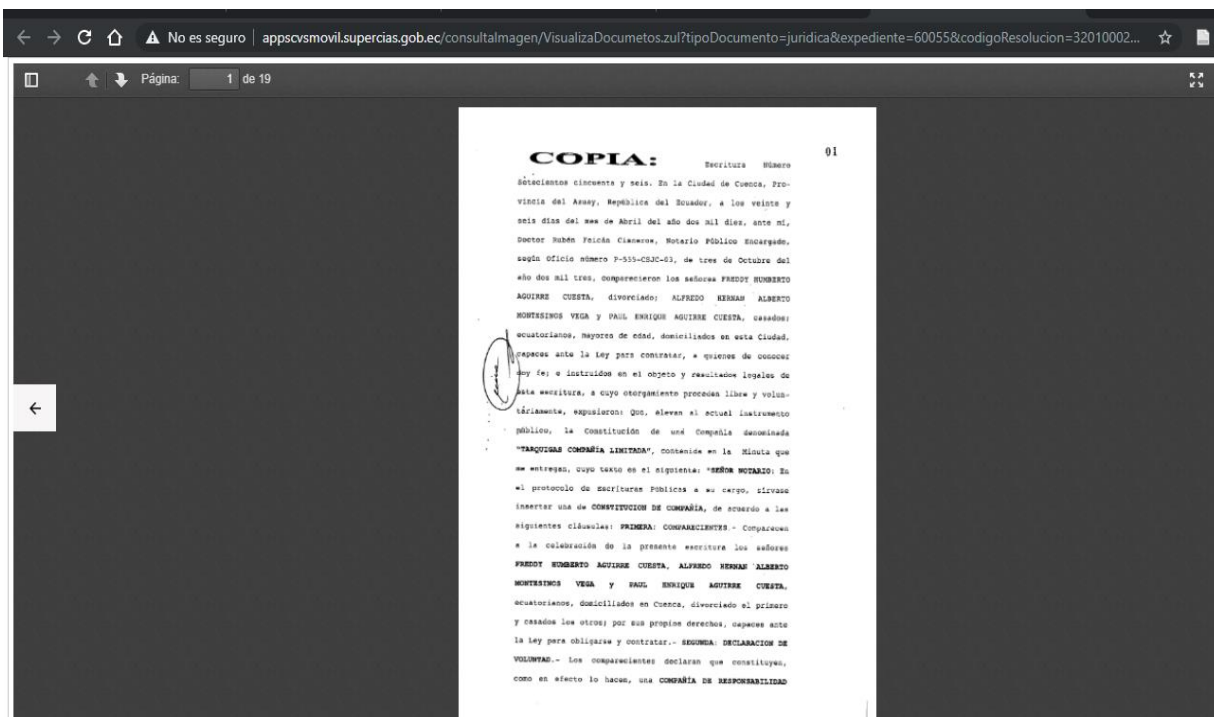 No es seguro | appscvsmovil.supercias.gob.ec/consultaImagen/VisualizaDocumetos.zul?tipoDocumento=juridica&expediente=60055&codigoResolucion=32010002...
Página: 1 de 19
01
COPIA: Escritura Número
Setecientos cincuenta y seis. En la Ciudad de Cuenca, Pro-
vincia del Azuay, República del Ecuador, a los veinte y
seis días del mes de Abril del año dos mil diez, ante mí,
Doctor Rubén Feicán Cisneros, Notario Público Encargado,
según Oficio número P-555-CSJC-03, de tres de Octubre del
año dos mil tres, comparecieron los señores FREDDY HUMBERTO
AGUIRRE CUESTA, divorciado; ALFREDO HERNAN ALBERTO
MONTESINOS VEGA y PAUL ENRIQUE AGUIRRE CUESTA, casados;
ecuatorianos, mayores de edad, domiciliados en esta Ciudad,
capaces ante la Ley para contratar, a quienes de conocer
doy fe; e instruidos en el objeto y resultados legales de
esta escritura, a cuyo otorgamiento proceden libre y volun-
táriamente, expusieron: Que, elevan al actual instrumento
público, la Constitución de una Compañía denominada
"TARQUIGAS COMPAÑÍA LIMITADA", contenida en la Minuta que
me entregan, cuyo texto es el siguiente: "SEÑOR NOTARIO: En
el protocolo de Escrituras Públicas a su cargo, sírvase
insertar una de CONSTITUCION DE COMPAÑÍA, de acuerdo a las
siguientes cláusulas: PRIMERA: COMPARECIENTES.- Comparecen
a la celebración de la presente escritura los señores
FREDDY HUMBERTO AGUIRRE CUESTA, ALFREDO HERNAN ALBERTO
MONTESINOS VEGA y PAUL ENRIQUE AGUIRRE CUESTA,
ecuatorianos, domiciliados en Cuenca, divorciado el primero
y casados los otros; por sus propios derechos, capaces ante
la Ley para obligarse y contratar.- SEGUNDA: DECLARACION DE
VOLUNTAD.- Los comparecientes declaran que constituyen,
como en efecto lo hacen, una COMPAÑÍA DE RESPONSABILIDAD